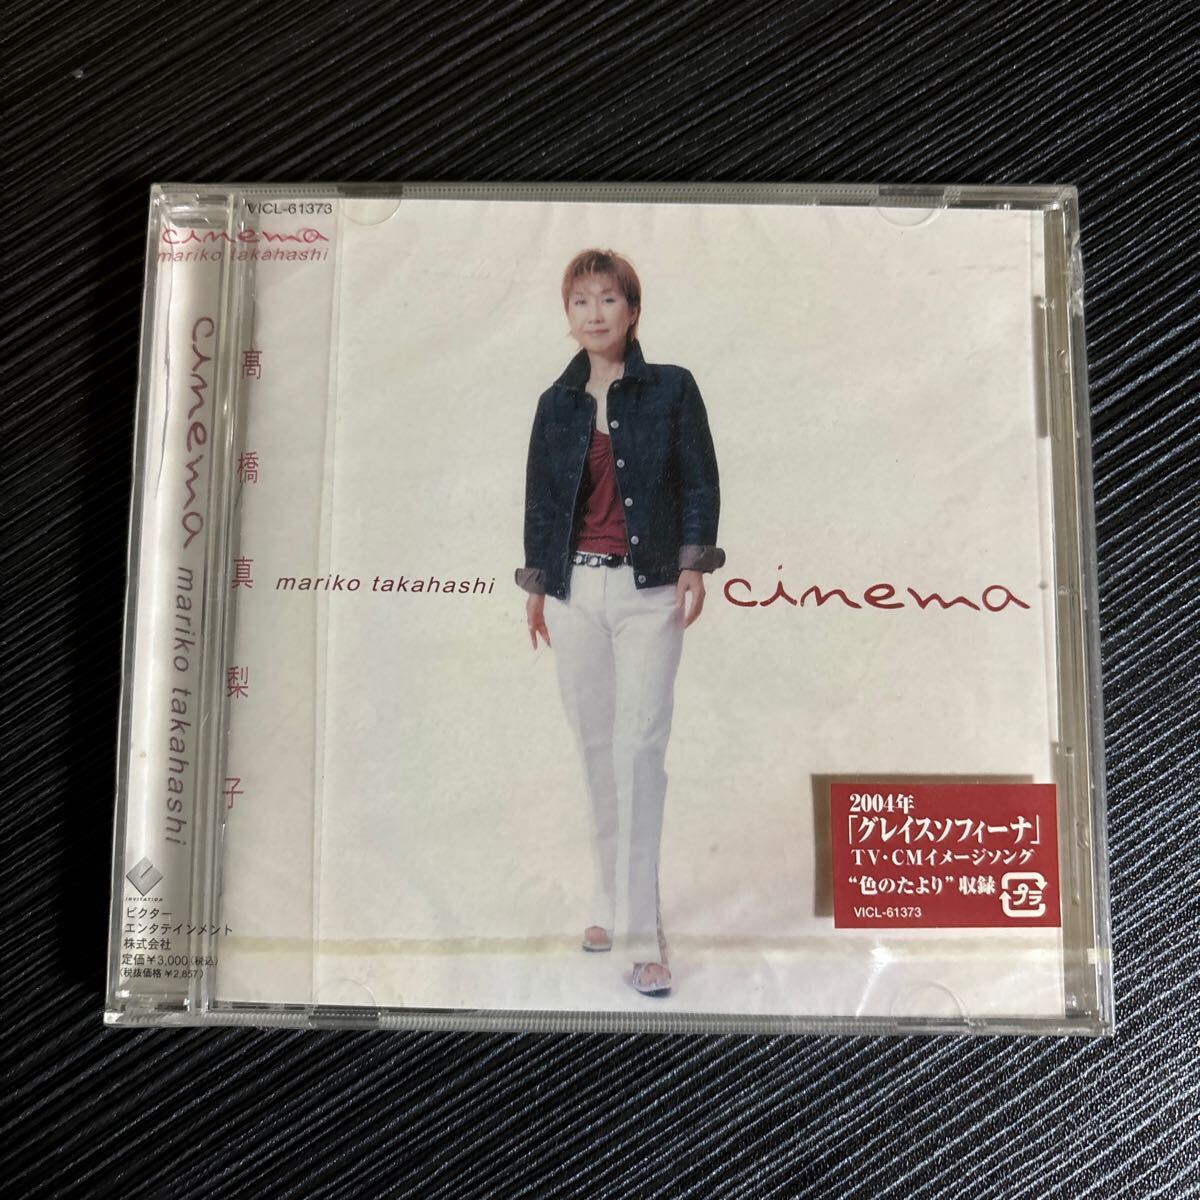 VICL-61373
cinema
mariko takahashi
cinema mariko takahashi
髙橋真梨子
mariko takahashi
cinema
INVITATION
ビクター
エンタテインメント
株式会社
定価¥3,000(税込)
(税抜価格¥2,857)
2004年
「グレイスソフィーナ」
TV・CMイメージソング
“色のたより”収録
プラ
VICL-61373